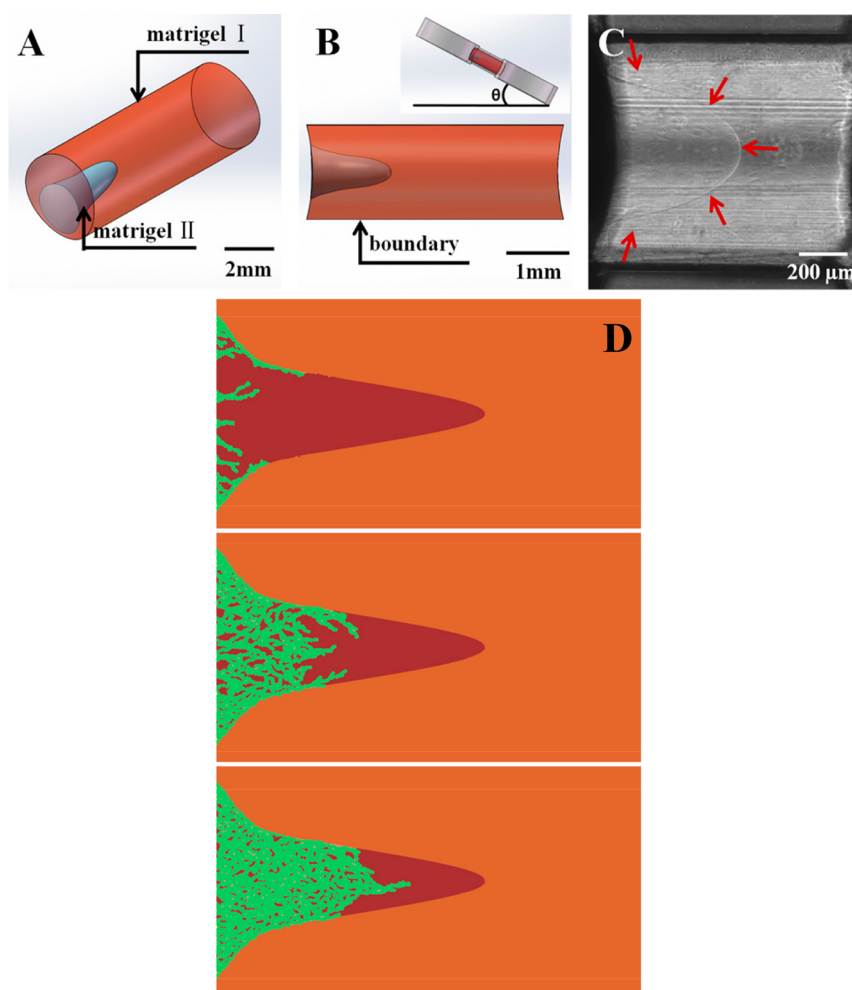 A
matrigel Ⅰ
matrigel Ⅱ
2mm
B
θ
boundary
1mm
C
200 μm
D